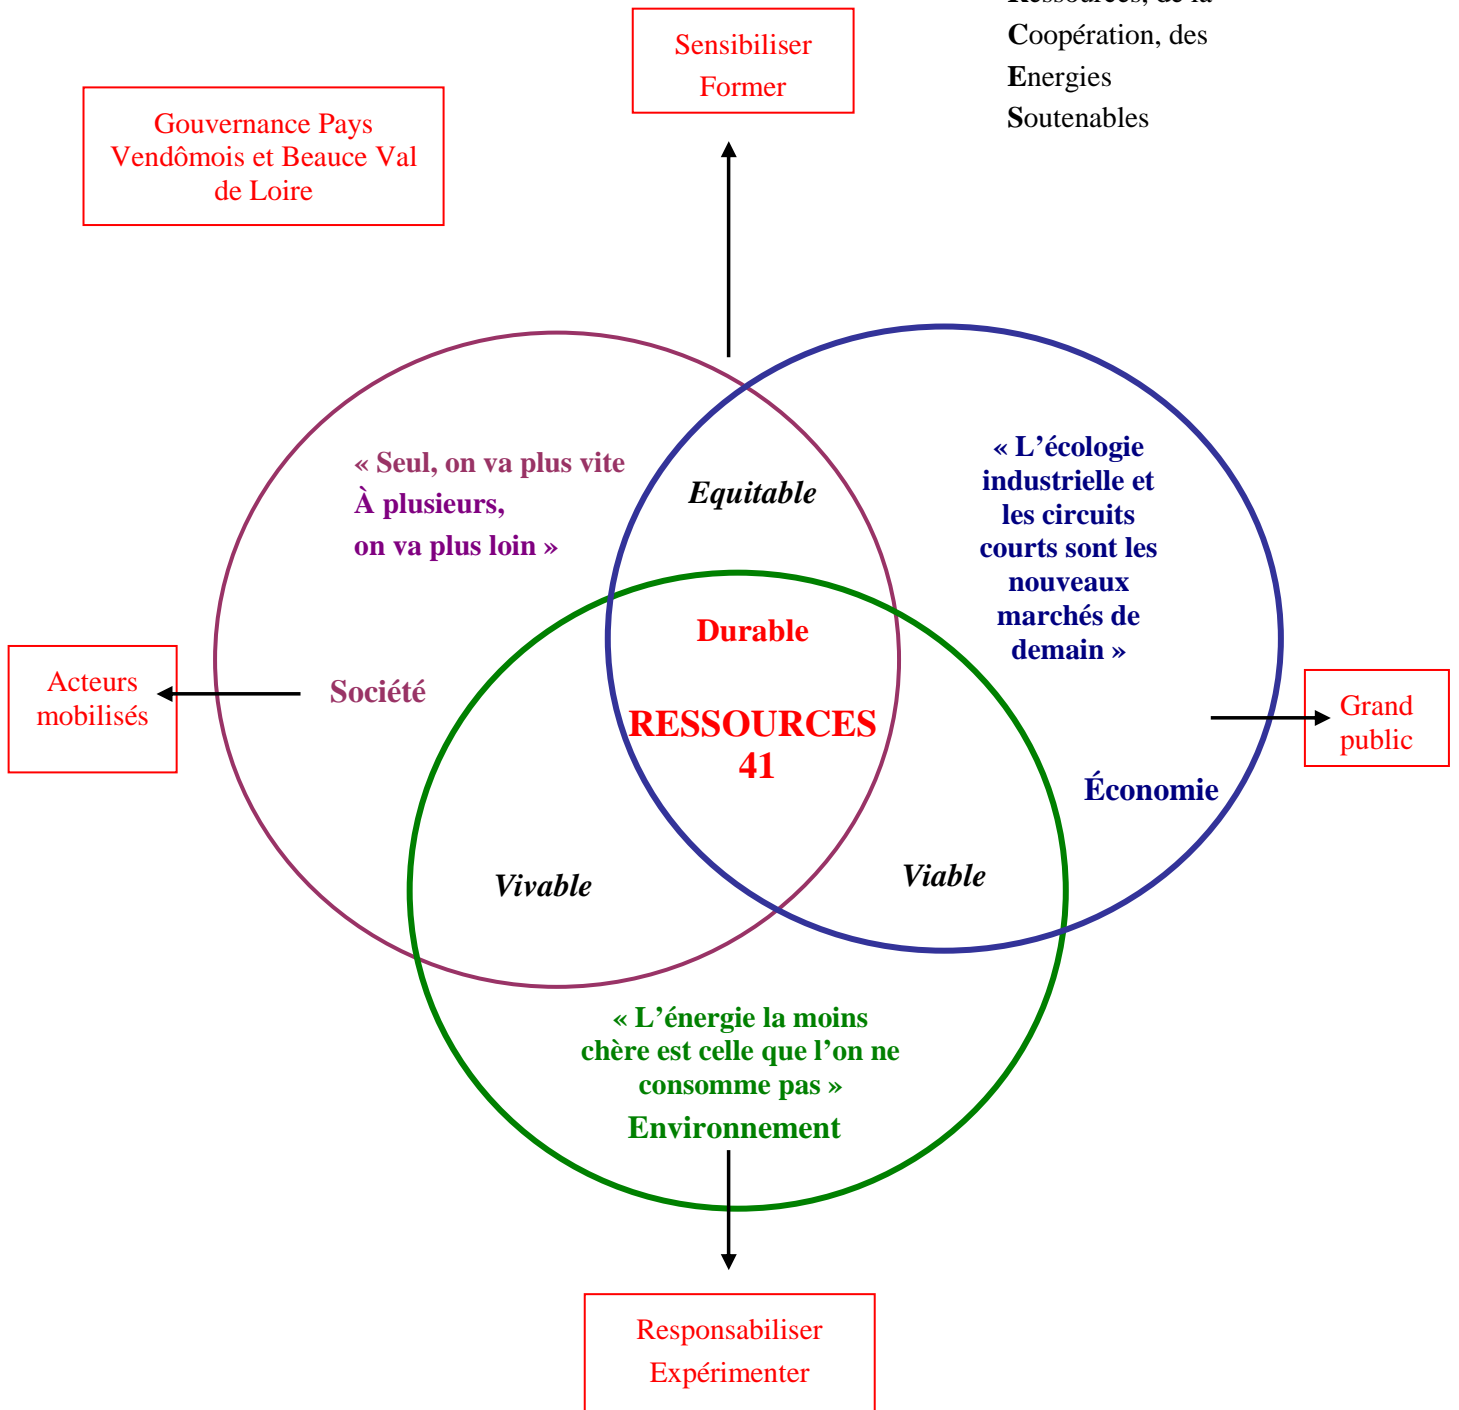 Ressources, de la
Coopération, des
Energies
Soutenables
Sensibiliser
Former
Gouvernance Pays
Vendômois et Beauce Val
de Loire
« Seul, on va plus vite
À plusieurs,
on va plus loin »
Equitable
« L’écologie
industrielle et
les circuits
courts sont les
nouveaux
marchés de
demain »
Durable
Acteurs
mobilisés
Société
RESSOURCES
41
Grand
public
Économie
Vivable
Viable
« L’énergie la moins
chère est celle que l’on ne
consomme pas »
Environnement
Responsabiliser
Expérimenter